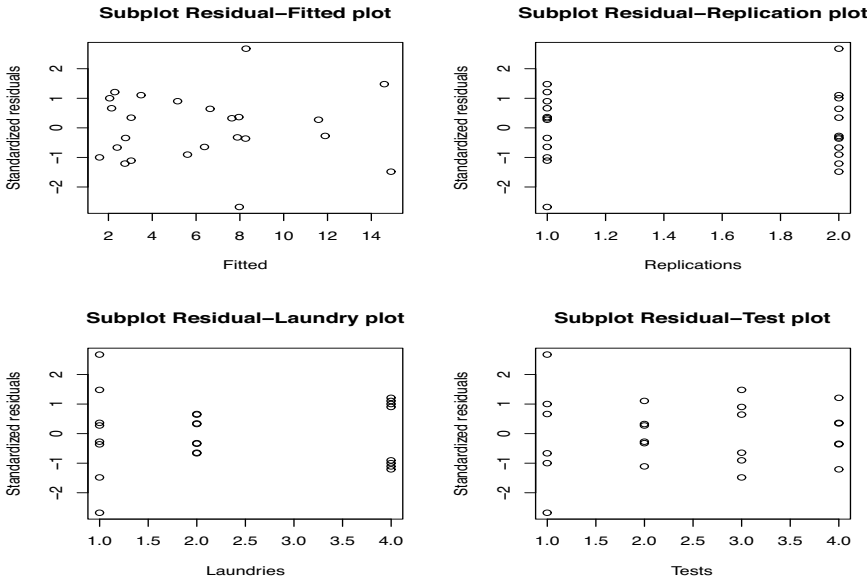 Subplot Residual−Fitted plot
Standardized residuals
2
1
0
−1
−2
2 4 6 8 10 12 14
Fitted
Subplot Residual−Replication plot
Standardized residuals
2
1
0
−1
−2
1.0 1.2 1.4 1.6 1.8 2.0
Replications
Subplot Residual−Laundry plot
Standardized residuals
2
1
0
−1
−2
1.0 1.5 2.0 2.5 3.0 3.5 4.0
Laundries
Subplot Residual−Test plot
Standardized residuals
2
1
0
−1
−2
1.0 1.5 2.0 2.5 3.0 3.5 4.0
Tests